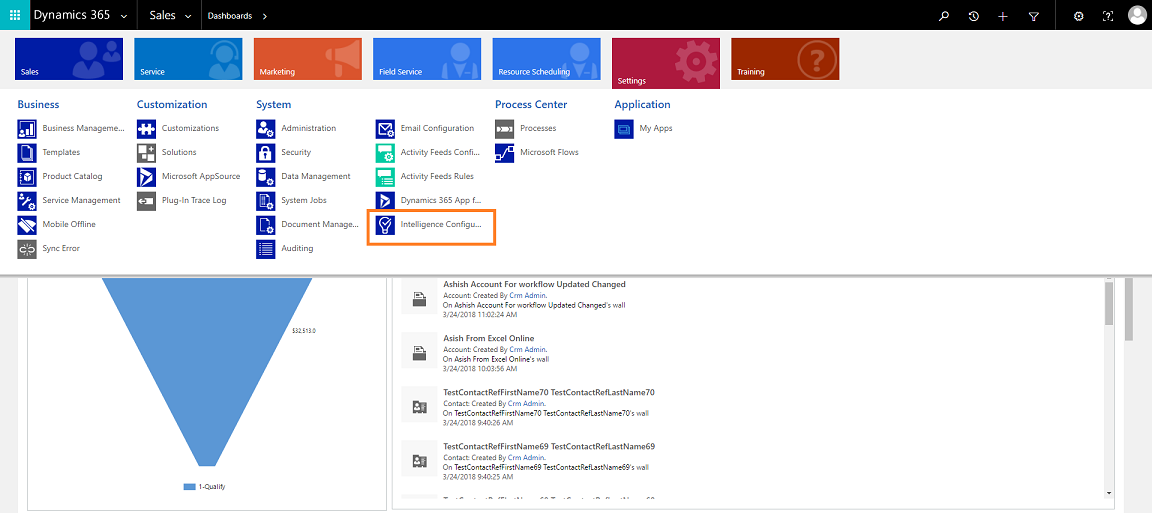 Dynamics 365
Sales
Dashboards
Sales
Service
Marketing
Field Service
Resource Scheduling
Settings
Training
Business
Business Manageme...
Templates
Product Catalog
Service Management
Mobile Offline
Sync Error
Customization
Customizations
Solutions
Microsoft AppSource
Plug-In Trace Log
System
Administration
Security
Data Management
System Jobs
Document Manage...
Auditing
Email Configuration
Activity Feeds Confi...
Activity Feeds Rules
Dynamics 365 App f...
Intelligence Configu...
Process Center
Processes
Microsoft Flows
Application
My Apps
$32,513.0
1-Qualify
Ashish Account For workflow Updated Changed
Account: Created By Crm Admin.
On Ashish Account For workflow Updated Changed's wall
3/24/2018 11:02:24 AM
Asish From Excel Online
Account: Created By Crm Admin.
On Asish From Excel Online's wall
3/24/2018 10:03:56 AM
TestContactRefFirstName70 TestContactRefLastName70
Contact: Created By Crm Admin.
On TestContactRefFirstName70 TestContactRefLastName70's wall
3/24/2018 9:40:26 AM
TestContactRefFirstName69 TestContactRefLastName69
Contact: Created By Crm Admin.
On TestContactRefFirstName69 TestContactRefLastName69's wall
3/24/2018 9:40:25 AM